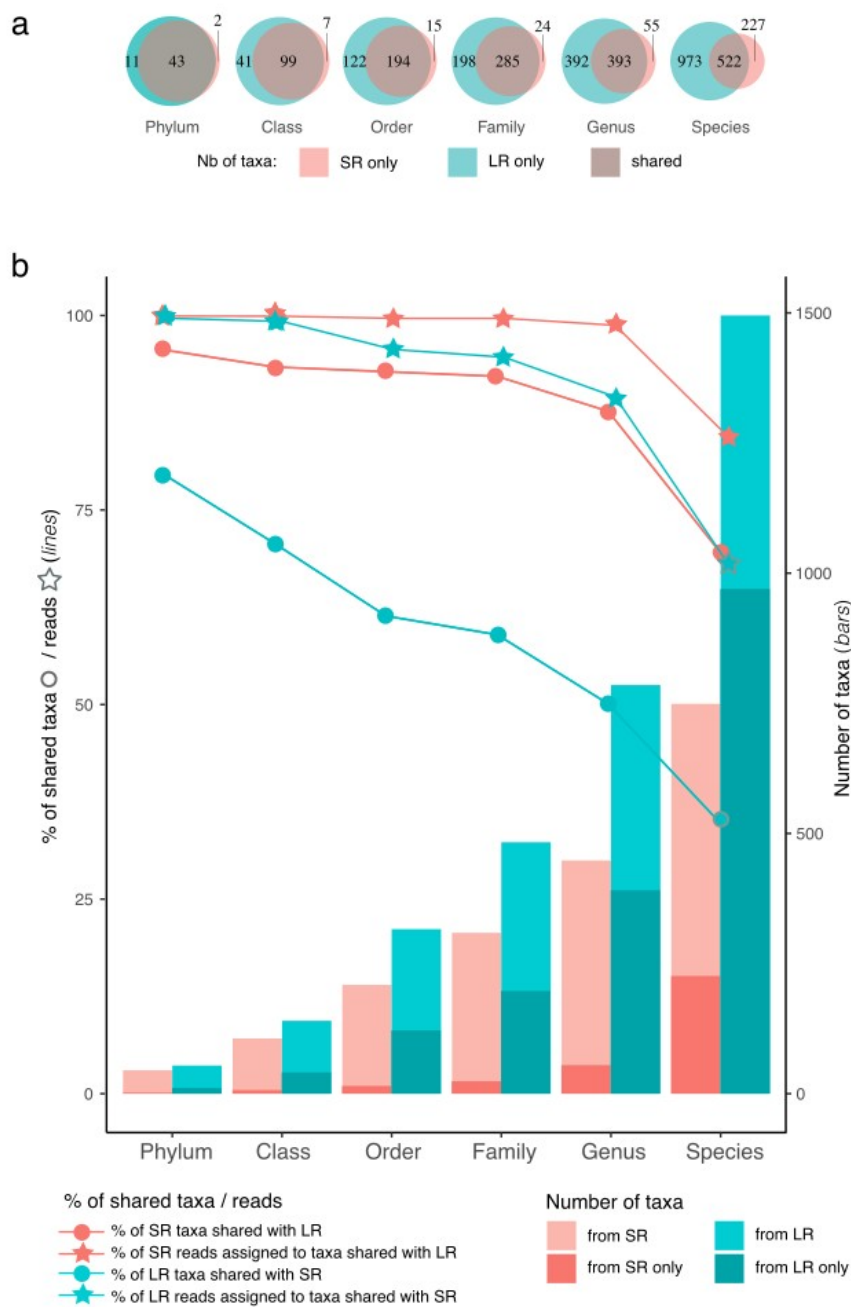 a
2 7 15 24 55 227
11 43 41 99 122 194 198 285 392 393 973 522
Phylum Class Order Family Genus Species
Nb of taxa: SR only LR only shared
b
100
75
50
25
0
% of shared taxa / reads (lines)
1500
1000
500
0
Number of taxa (bars)
Phylum Class Order Family Genus Species
% of shared taxa / reads
% of SR taxa shared with LR
% of SR reads assigned to taxa shared with LR
% of LR taxa shared with SR
% of LR reads assigned to taxa shared with SR
Number of taxa
from SR from LR
from SR only from LR only